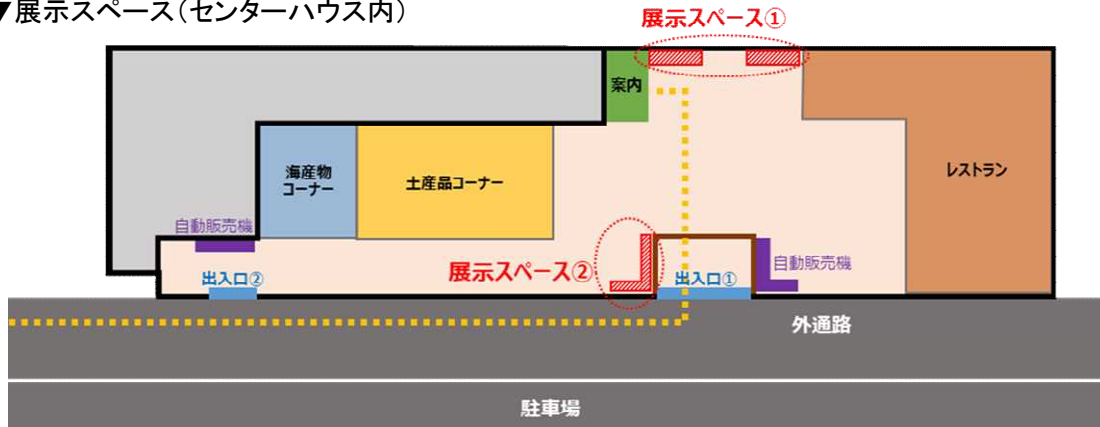 ▼展示スペース（センターハウス内）
展示スペース①
案内
海産物
コーナー
土産品コーナー
レストラン
自動販売機
展示スペース②
自動販売機
出入口②
出入口①
外通路
駐車場